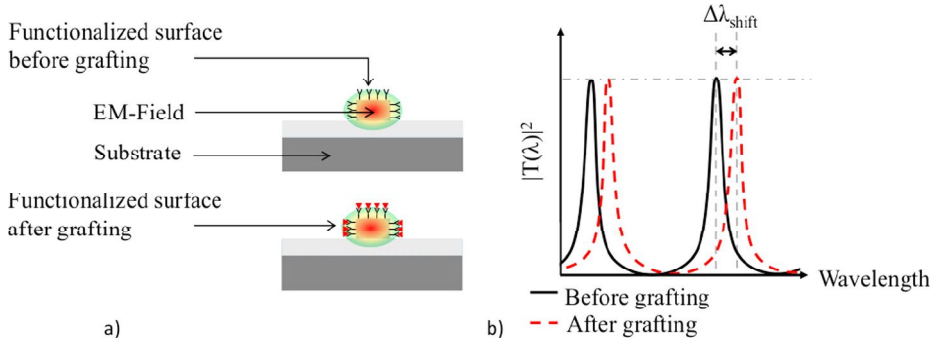 Functionalized surface
before grafting
EM-Field
Substrate
Functionalized surface
after grafting
a)
Δλshift
|T(λ)|²
Wavelength
Before grafting
After grafting
b)